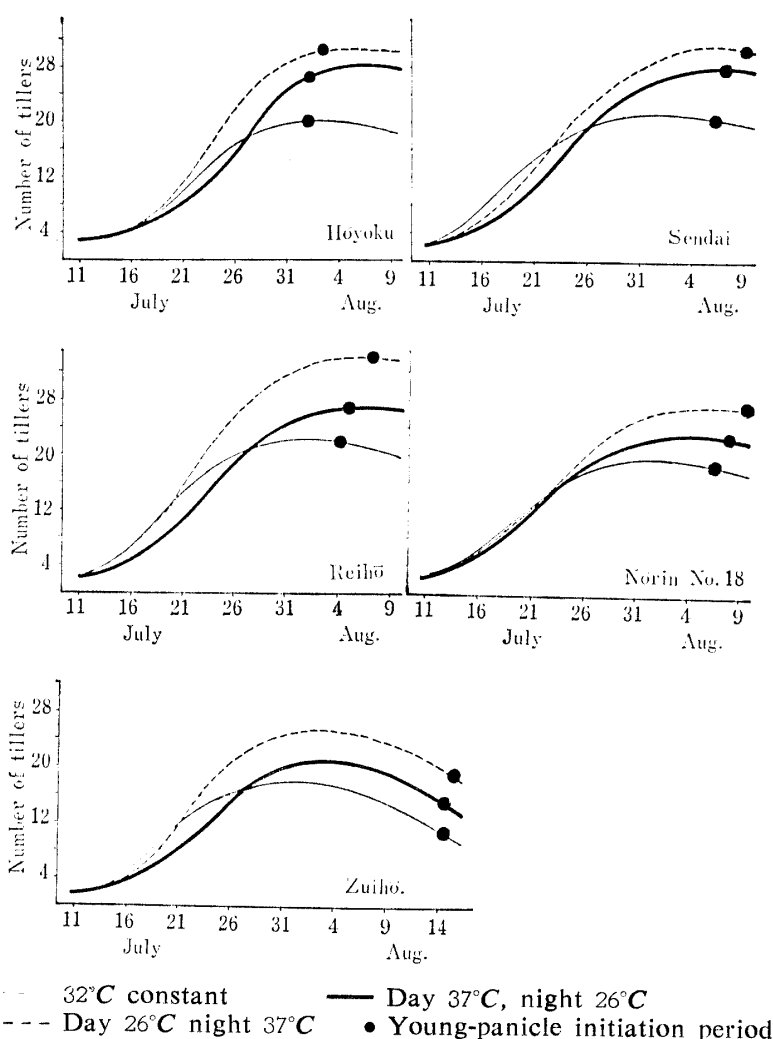 Number of tillers
28
20
12
4
Hōyoku
11 16 21 26 31 4 9
July Aug.
Sendai
11 16 21 26 31 4 9
July Aug.
Number of tillers
28
20
12
4
Reihō
11 16 21 26 31 4 9
July Aug.
Norin No.18
11 16 21 26 31 4 9
July Aug.
Number of tillers
28
20
12
4
Zuihō.
11 16 21 26 31 4 9 14
July Aug.
32°C constant Day 37°C, night 26°C
Day 26°C night 37°C Young-panicle initiation period